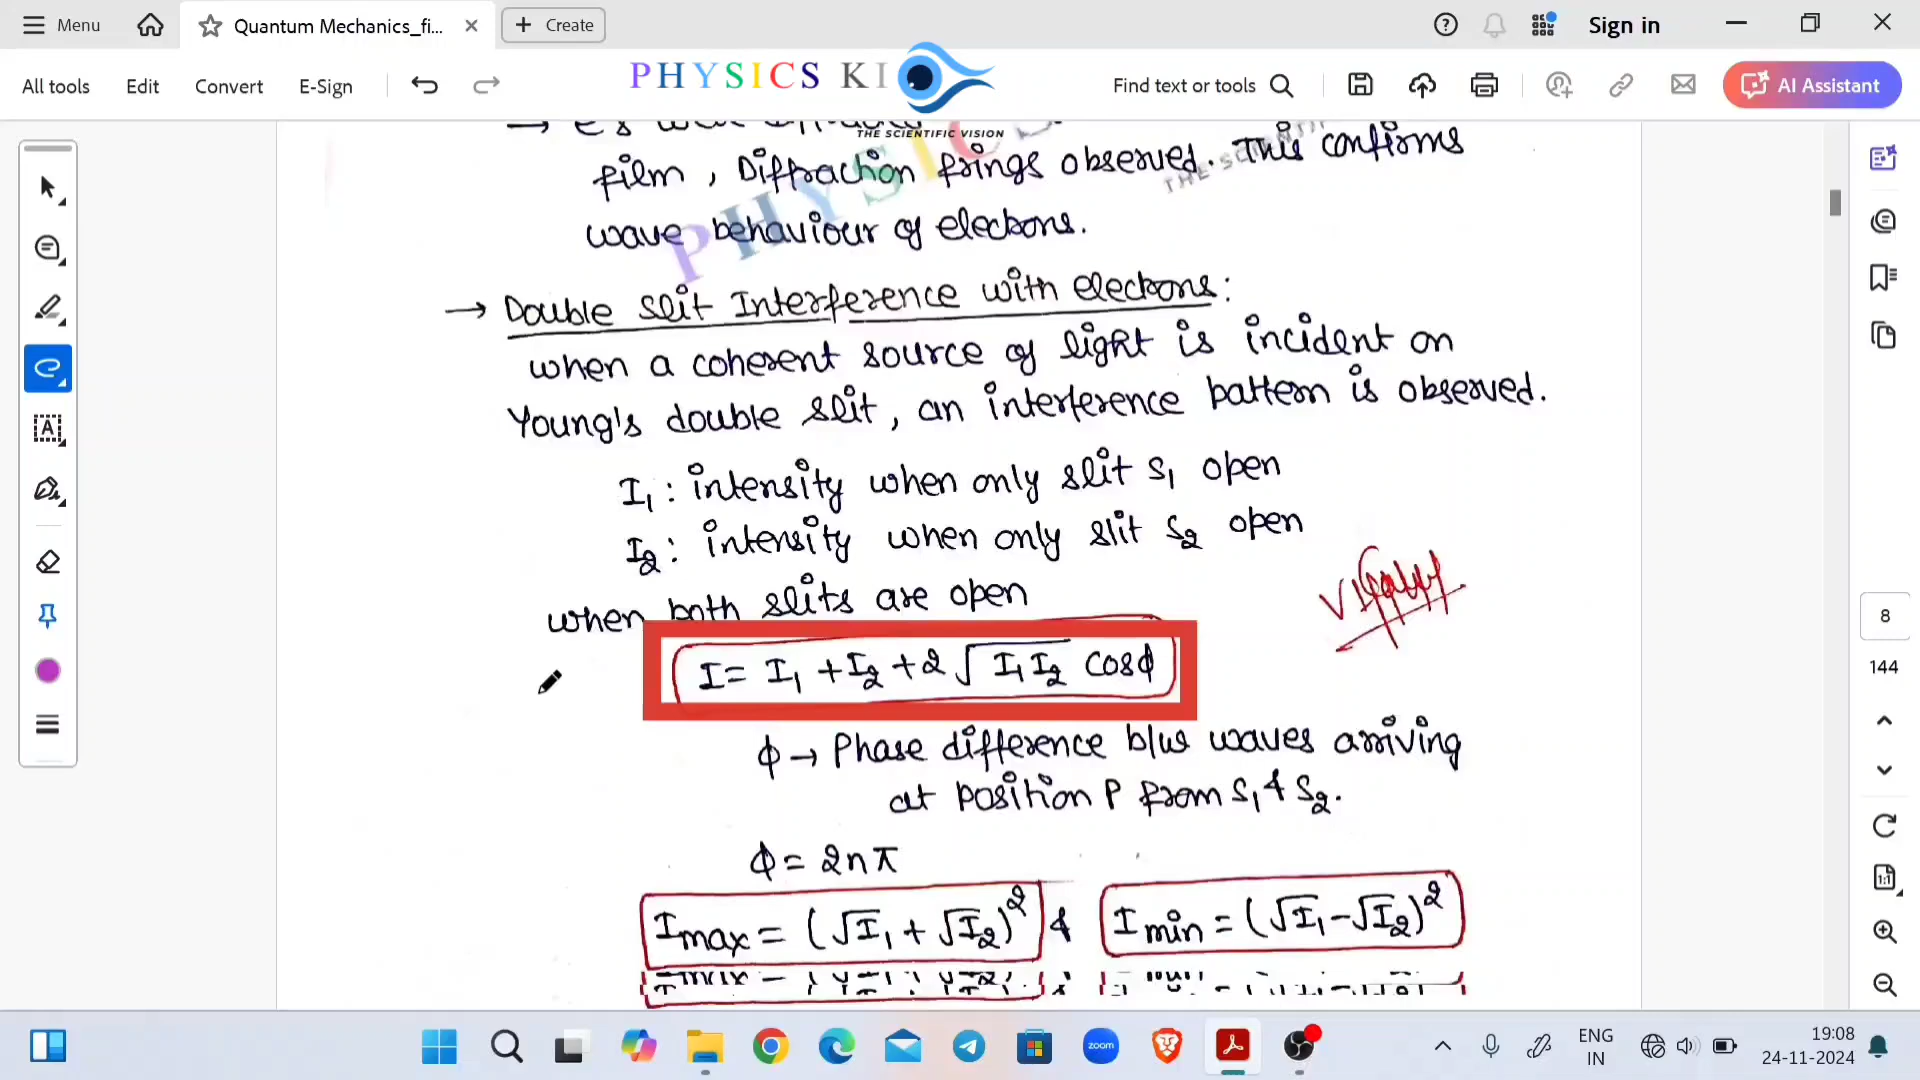 Menu
Quantum Mechanics_fi...
Create
Sign in
All tools
Edit
Convert
E-Sign
PHYSICS KI
THE SCIENTIFIC VISION
Find text or tools
AI Assistant
film, Diffraction frings observed. This confirms
wave behaviour of electrons.
→ Double slit Interference with electrons:
when a coherent source of light is incident on
Young's double slit, an interference pattern is observed.
I₁ : intensity when only slit S₁ open
I₂ : intensity when only slit S₂ open
when both slits are open
I = I₁ + I₂ + 2√I₁I₂ cosϕ
ϕ → Phase difference b/w waves arriving
at position P from S₁ & S₂.
ϕ = 2nπ
Imax = (√I₁ + √I₂)² & Imin = (√I₁ - √I₂)²
8
144
1:1
zoom
ENG
IN
19:08
24-11-2024